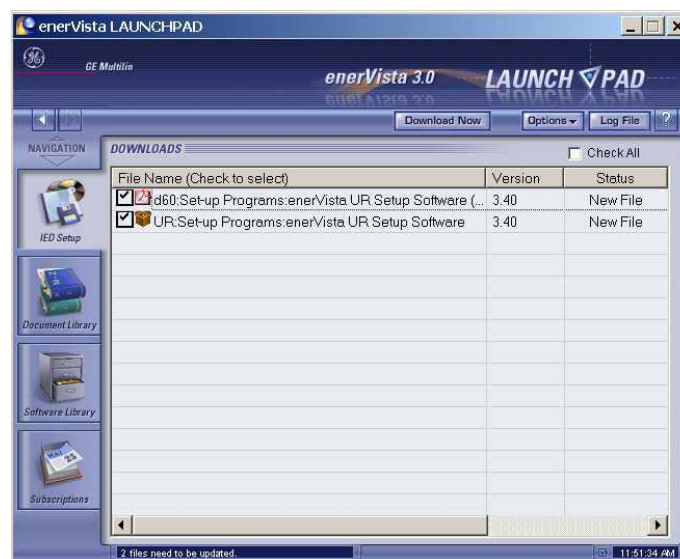 enerVista LAUNCHPAD
GE Multilin
enerVista 3.0 LAUNCH PAD
Download Now Options Log File ?
NAVIGATION
DOWNLOADS
Check All
File Name (Check to select) Version Status
d60:Set-up Programs:enerVista UR Setup Software (... 3.40 New File
UR:Set-up Programs:enerVista UR Setup Software 3.40 New File
IED Setup
Document Library
Software Library
Subscriptions
2 files need to be updated. 11:51:34 AM